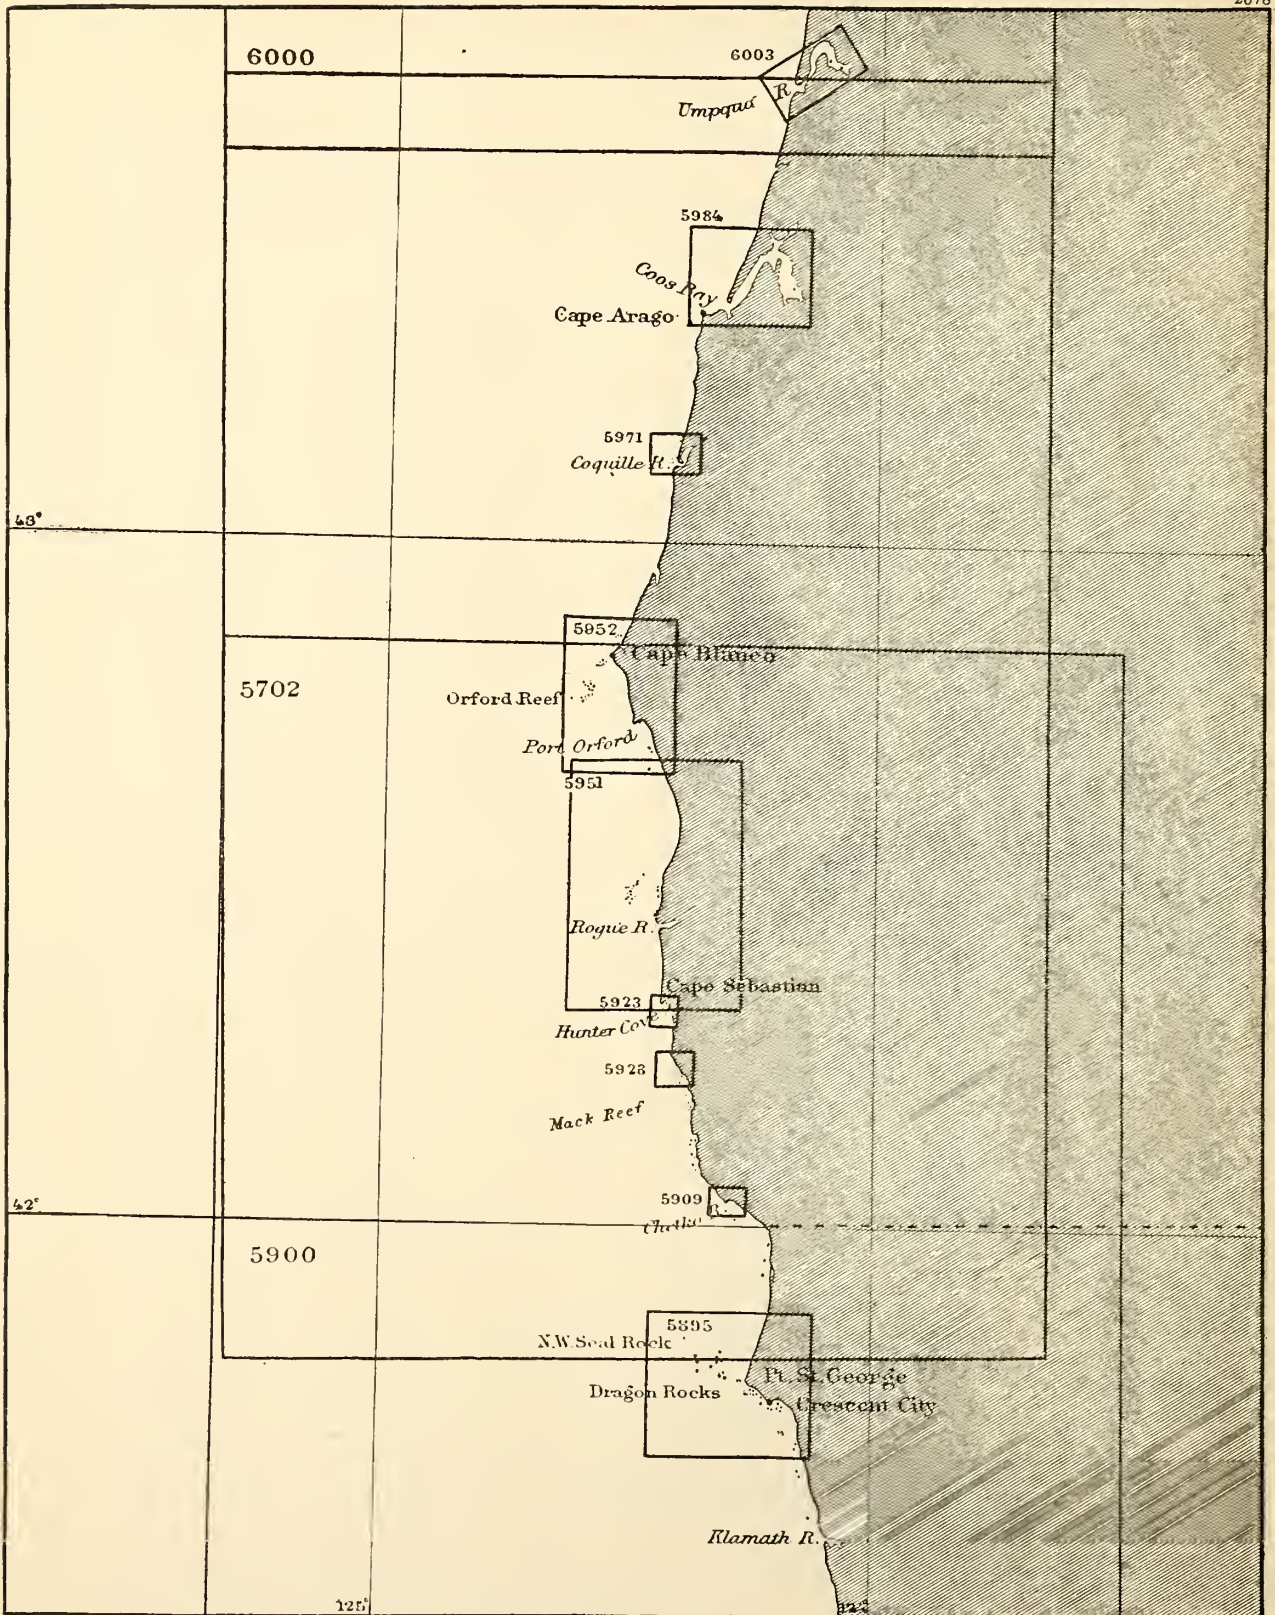 6000
6003
Umpqua R.
5984
Coos Bay
Cape Arago
5971
Coquille R.
43°
5952
Cape Blanco
5702
Orford Reef
Port Orford
5951
Rogue R.
Cape Sebastian
5923
Hunter Cove
5923
Mack Reef
42°
5909
Chetko R.
5900
5895
N.W. Seal Rock
Pt. St. George
Dragon Rocks
Crescent City
Klamath R.
125°